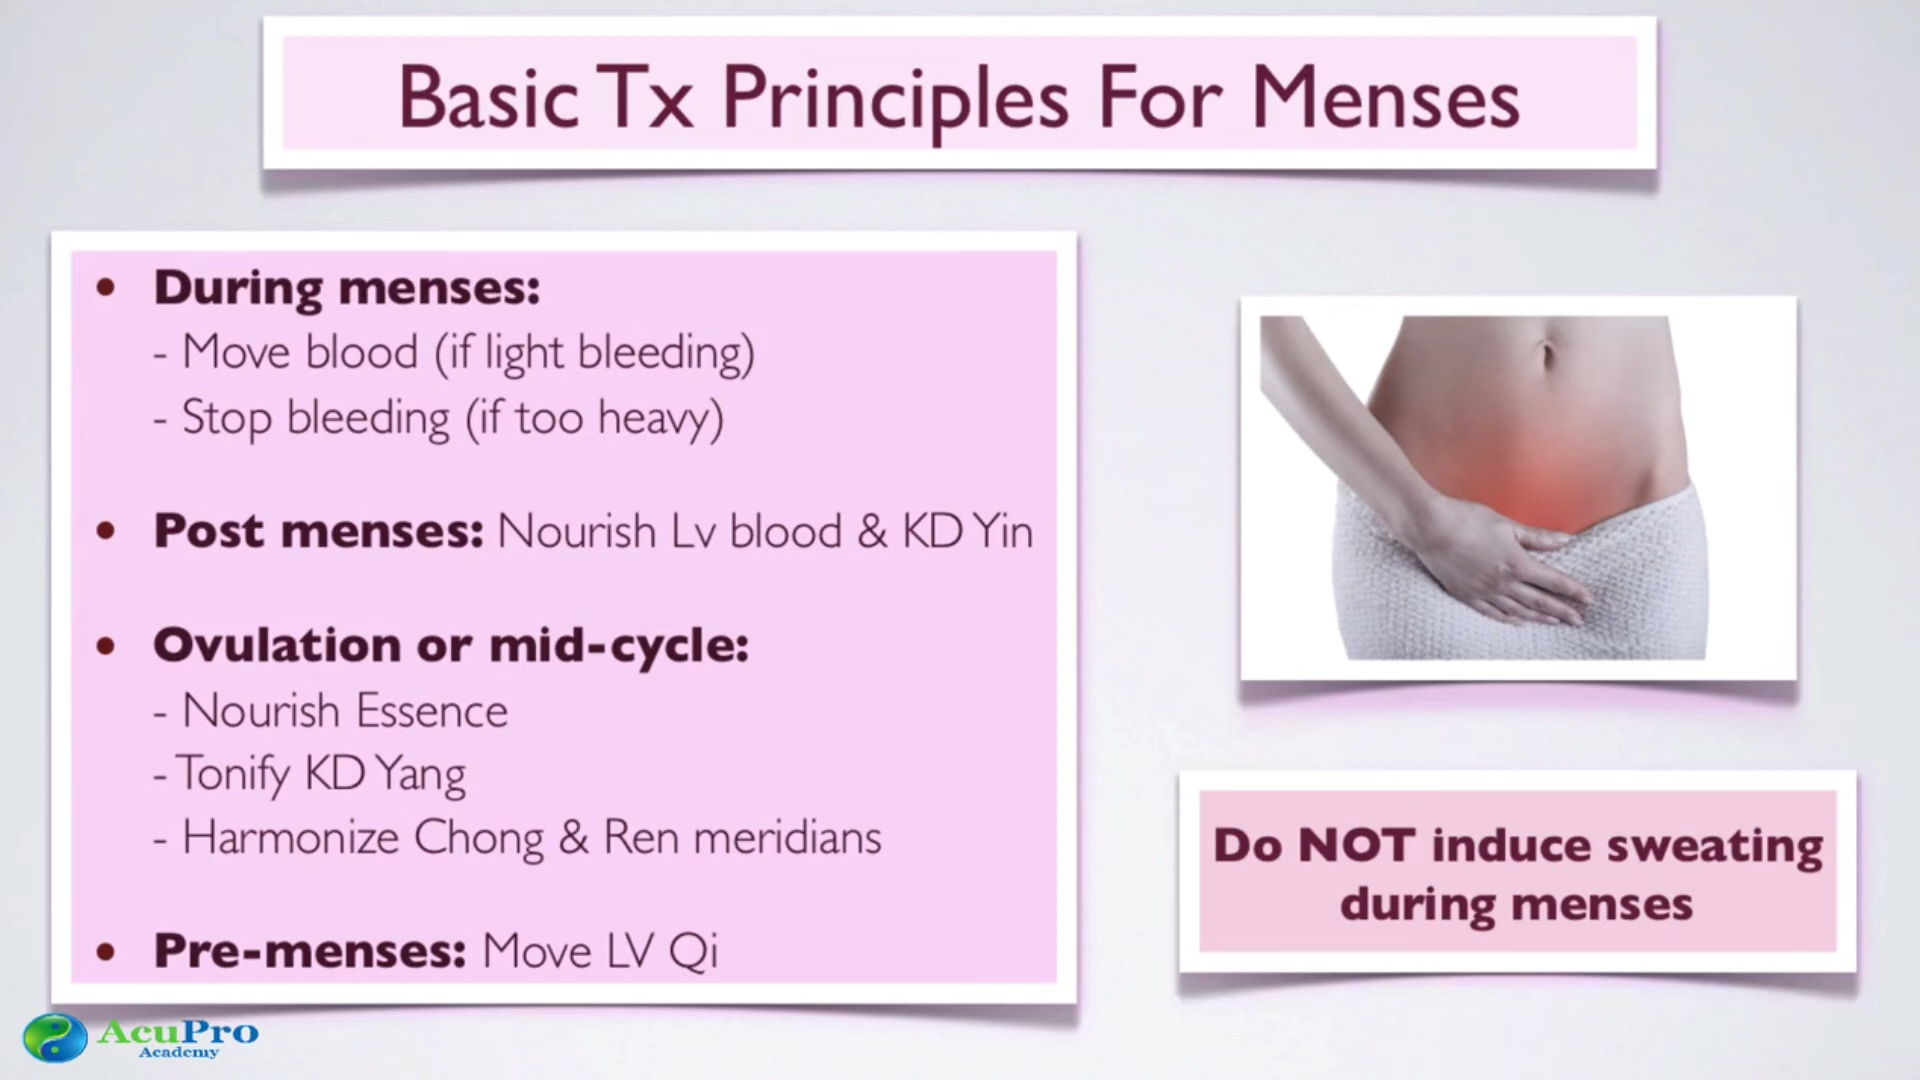 Basic Tx Principles For Menses
• During menses:
- Move blood (if light bleeding)
- Stop bleeding (if too heavy)
• Post menses: Nourish Lv blood & KD Yin
• Ovulation or mid-cycle:
- Nourish Essence
- Tonify KD Yang
- Harmonize Chong & Ren meridians
• Pre-menses: Move LV Qi
Do NOT induce sweating
during menses
AcuPro
Academy